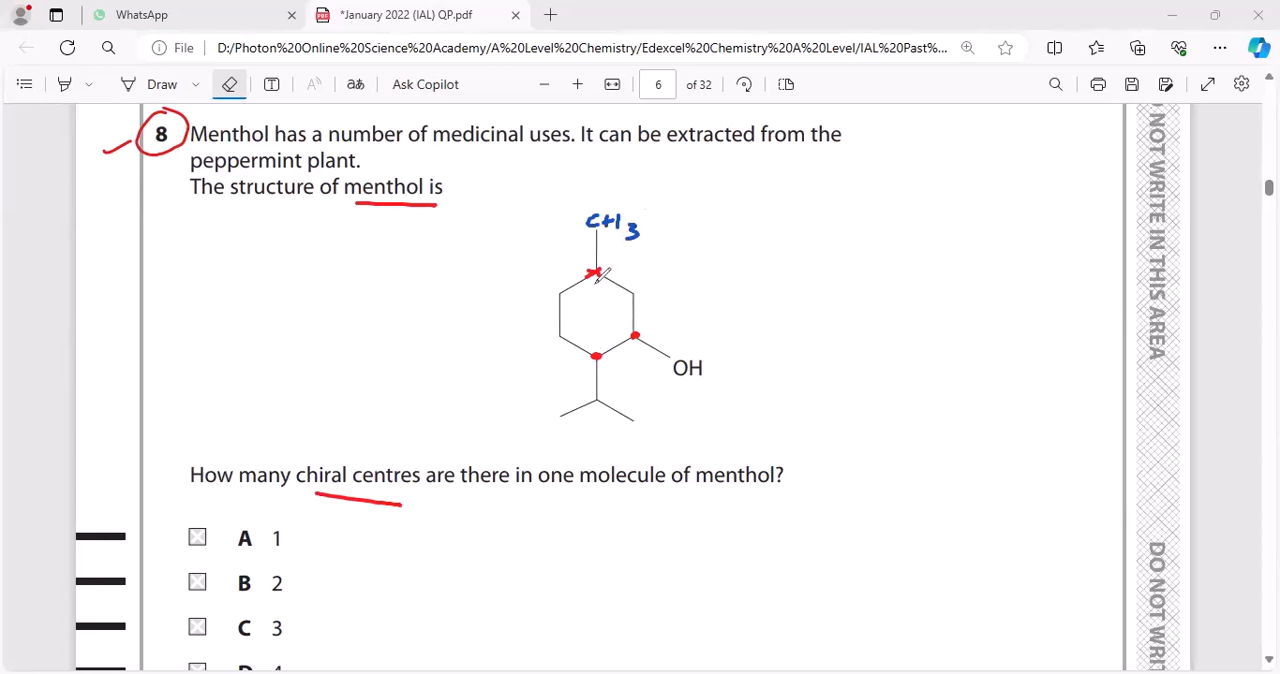 WhatsApp
*January 2022 (IAL) QP.pdf
File
D:/Photon%20Online%20Science%20Academy/A%20Level%20Chemistry/Edexcel%20Chemistry%20A%20Level/IAL%20Past%...
Draw
Ask Copilot
6 of 32
8 Menthol has a number of medicinal uses. It can be extracted from the
peppermint plant.
The structure of menthol is
CH3
OH
How many chiral centres are there in one molecule of menthol?
A 1
B 2
C 3
D 4
O NOT WRITE IN THIS AREA
DO NOT WRI